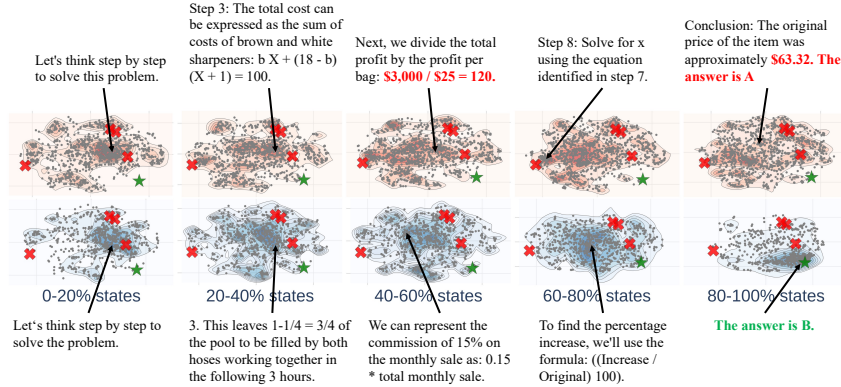 Let's think step by step
to solve this problem.
Step 3: The total cost can
be expressed as the sum of
costs of brown and white
sharpeners: b X + (18 - b)
(X + 1) = 100.
Next, we divide the total
profit by the profit per
bag: $3,000 / $25 = 120.
Step 8: Solve for x
using the equation
identified in step 7.
Conclusion: The original
price of the item was
approximately $63.32. The
answer is A
0-20% states
20-40% states
40-60% states
60-80% states
80-100% states
Let‘s think step by step to
solve the problem.
3. This leaves 1-1/4 = 3/4 of
the pool to be filled by both
hoses working together in
the following 3 hours.
We can represent the
commission of 15% on
the monthly sale as: 0.15
* total monthly sale.
To find the percentage
increase, we'll use the
formula: ((Increase /
Original) 100).
The answer is B.